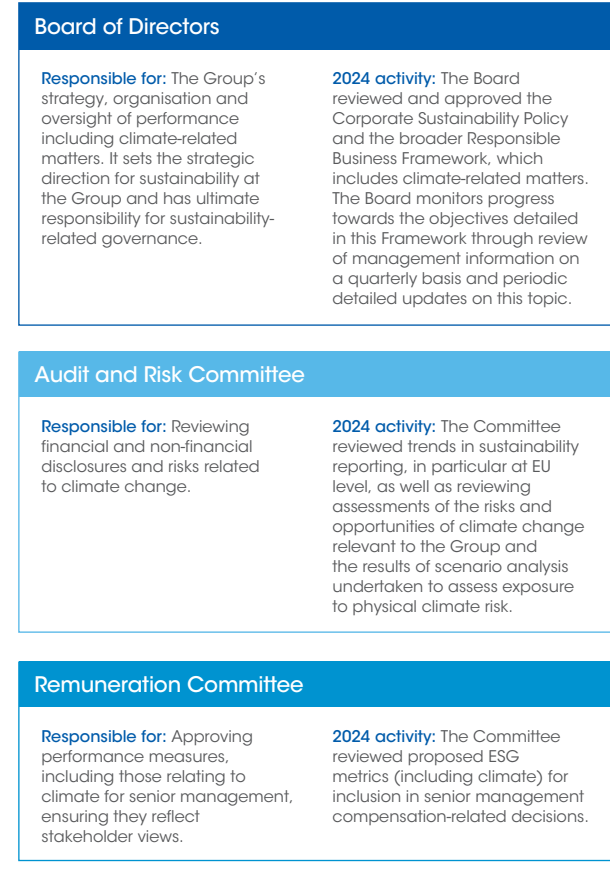 Board of Directors
Responsible for: The Group's
strategy, organisation and
oversight of performance
including climate-related
matters. It sets the strategic
direction for sustainability at
the Group and has ultimate
responsibility for sustainability-
related governance.
2024 activity: The Board
reviewed and approved the
Corporate Sustainability Policy
and the broader Responsible
Business Framework, which
includes climate-related matters.
The Board monitors progress
towards the objectives detailed
in this Framework through review
of management information on
a quarterly basis and periodic
detailed updates on this topic.
Audit and Risk Committee
Responsible for: Reviewing
financial and non-financial
disclosures and risks related
to climate change.
2024 activity: The Committee
reviewed trends in sustainability
reporting, in particular at EU
level, as well as reviewing
assessments of the risks and
opportunities of climate change
relevant to the Group and
the results of scenario analysis
undertaken to assess exposure
to physical climate risk.
Remuneration Committee
Responsible for: Approving
performance measures,
including those relating to
climate for senior management,
ensuring they reflect
stakeholder views.
2024 activity: The Committee
reviewed proposed ESG
metrics (including climate) for
inclusion in senior management
compensation-related decisions.